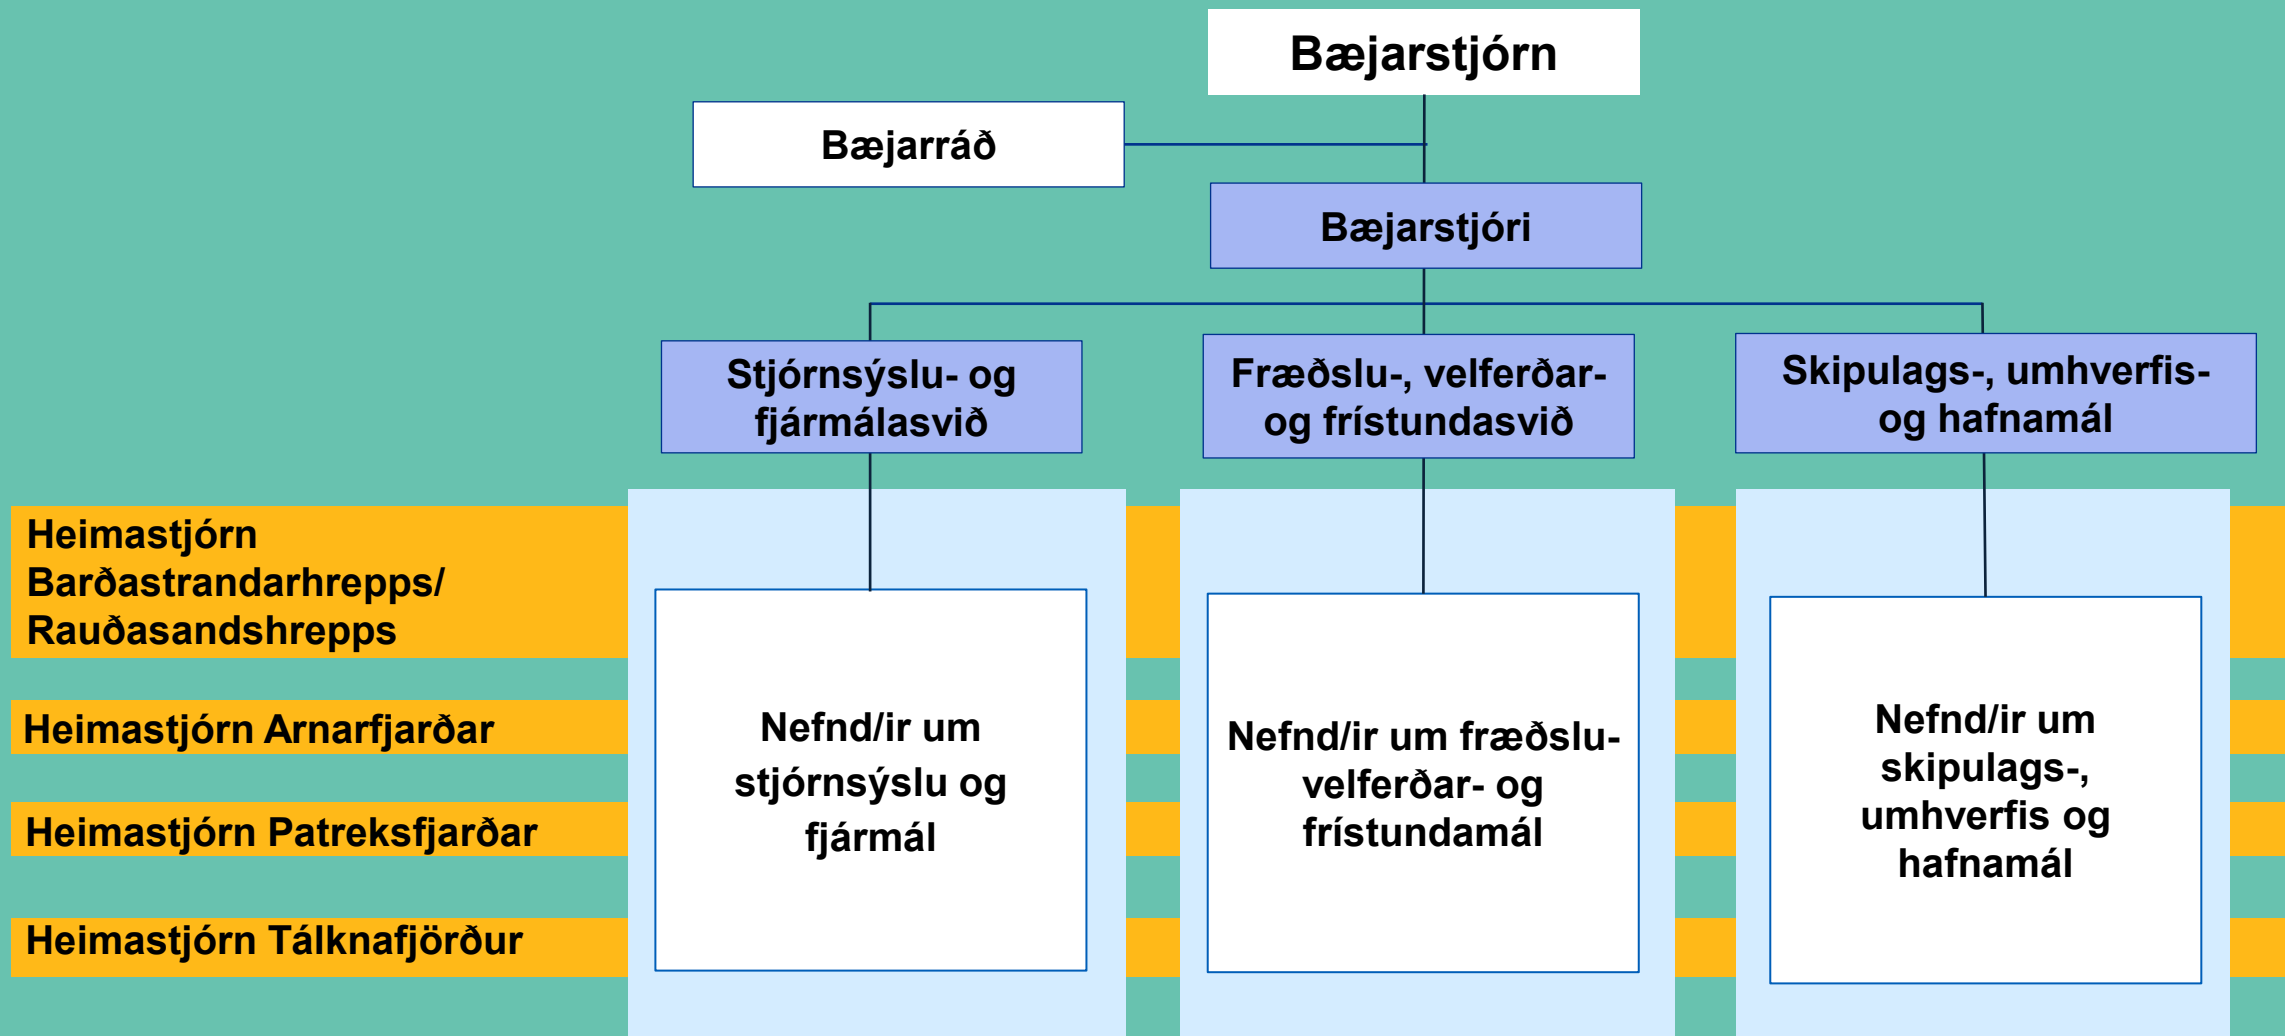 Bæjarstjórn
Bæjarráð
Bæjarstjóri
Stjórnsýslu- og
fjármálasvið
Fræðslu-, velferðar-
og frístundasvið
Skipulags-, umhverfis-
og hafnamál
Heimastjórn
Barðastrandarhrepps/
Rauðasandshrepps
Heimastjórn Arnarfjarðar
Heimastjórn Patreksfjarðar
Heimastjórn Tálknafjörður
Nefnd/ir um
stjórnsýslu og
fjármál
Nefnd/ir um fræðslu-
velferðar- og
frístundamál
Nefnd/ir um
skipulags-,
umhverfis og
hafnamál